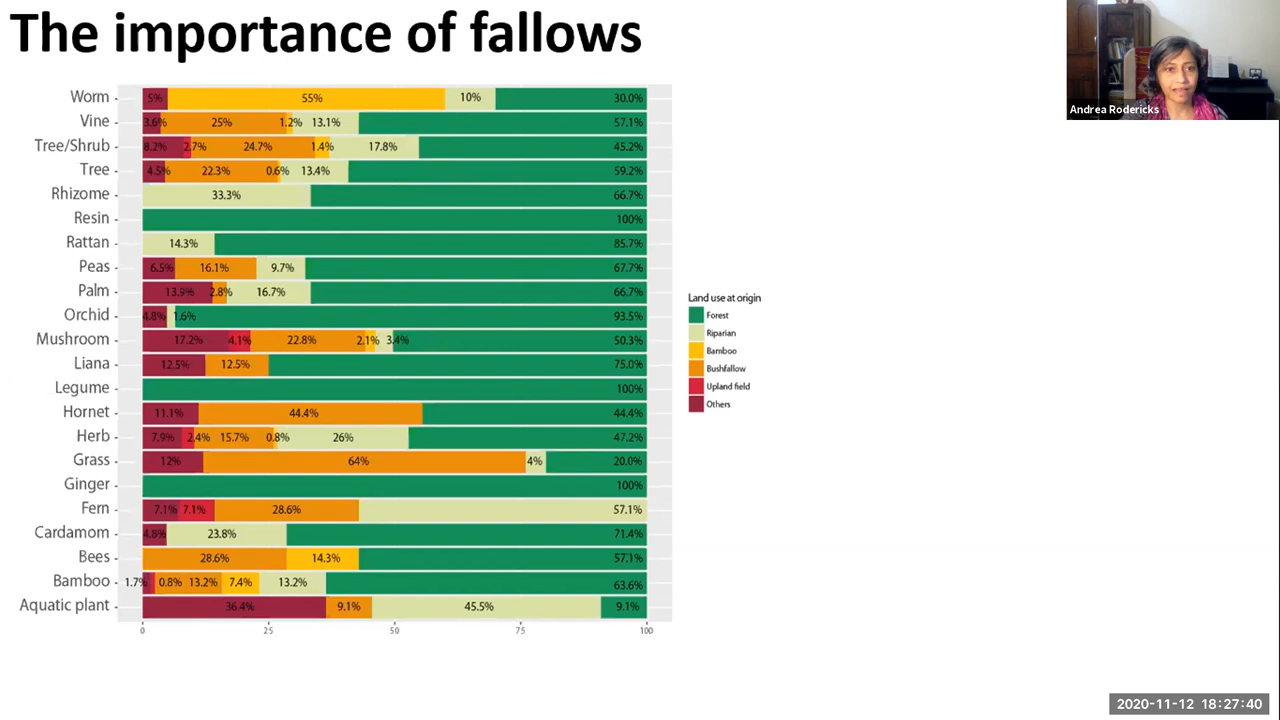 The importance of fallows
Andrea Rodericks
Worm 5% 55% 10% 30.0%
Vine 3.6% 25% 1.2% 13.1% 57.1%
Tree/Shrub 8.2% 2.7% 24.7% 1.4% 17.8% 45.2%
Tree 4.5% 22.3% 0.6% 13.4% 59.2%
Rhizome 33.3% 66.7%
Resin 100%
Rattan 14.3% 85.7%
Peas 6.5% 16.1% 9.7% 67.7%
Palm 13.9% 2.8% 16.7% 66.7%
Orchid 4.8% 1.6% 93.5%
Mushroom 17.2% 4.1% 22.8% 2.1% 3.4% 50.3%
Liana 12.5% 12.5% 75.0%
Legume 100%
Hornet 11.1% 44.4% 44.4%
Herb 7.9% 2.4% 15.7% 0.8% 26% 47.2%
Grass 12% 64% 4% 20.0%
Ginger 100%
Fern 7.1% 7.1% 28.6% 57.1%
Cardamom 4.8% 23.8% 71.4%
Bees 28.6% 14.3% 57.1%
Bamboo 1.7% 0.8% 13.2% 7.4% 13.2% 63.6%
Aquatic plant 36.4% 9.1% 45.5% 9.1%
0 25 50 75 100
Land use at origin
Forest
Riparian
Bamboo
Bushfallow
Upland field
Others
2020-11-12 18:27:40